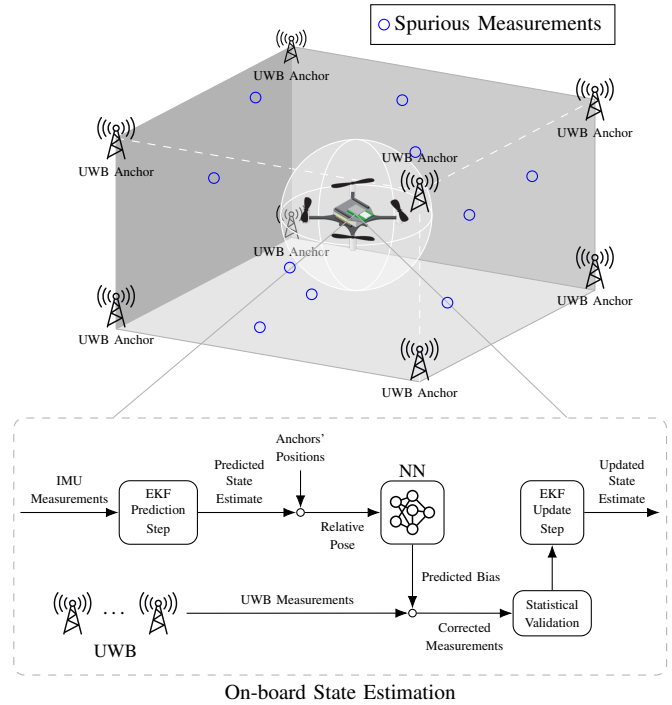 Spurious Measurements
UWB Anchor
UWB Anchor
UWB Anchor
UWB Anchor
UWB Anchor
UWB Anchor
UWB Anchor
UWB Anchor
Anchors'
Positions
IMU
Measurements
EKF
Prediction
Step
Predicted
State
Estimate
Relative
Pose
NN
EKF
Update
Step
Updated
State
Estimate
Predicted Bias
UWB Measurements
Corrected
Measurements
Statistical
Validation
UWB
On-board State Estimation